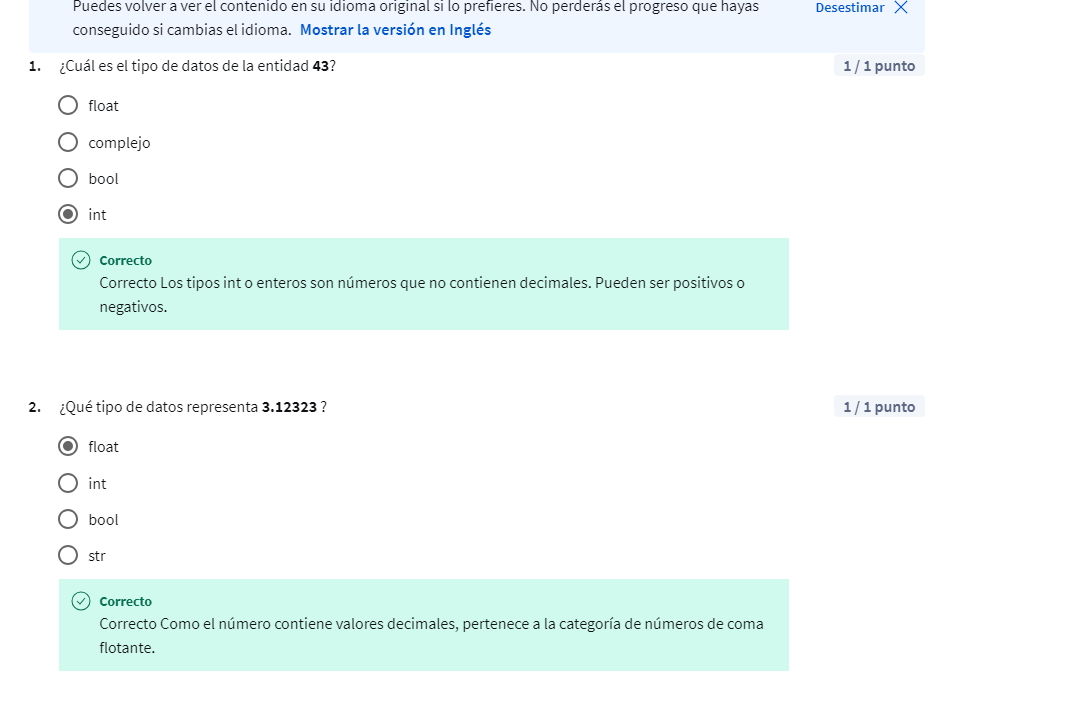 Puedes volver a ver el contenido en su idioma original si lo prefieres. No perderás el progreso que hayas
Desestimar
conseguido si cambias el idioma. Mostrar la versión en Inglés
1. ¿Cuál es el tipo de datos de la entidad 43?
1 / 1 punto
float
complejo
bool
int
Correcto
Correcto Los tipos int o enteros son números que no contienen decimales. Pueden ser positivos o
negativos.
2. ¿Qué tipo de datos representa 3.12323 ?
1 / 1 punto
float
int
bool
str
Correcto
Correcto Como el número contiene valores decimales, pertenece a la categoría de números de coma
flotante.